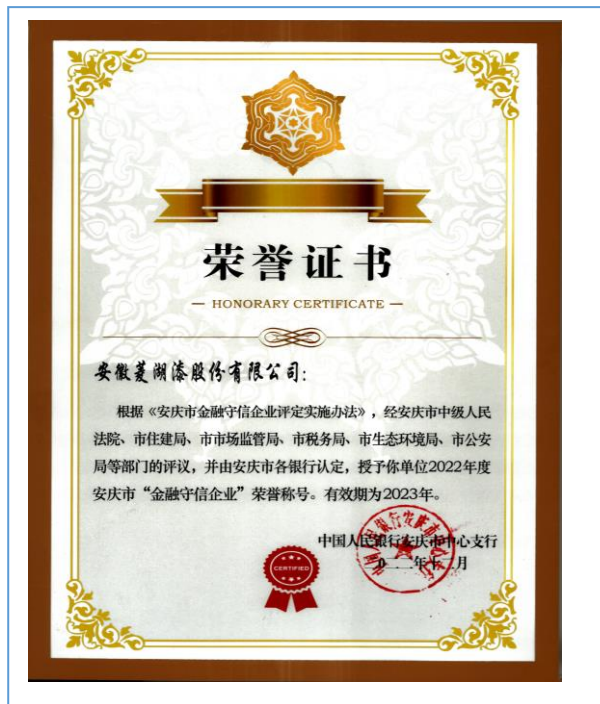 荣誉证书
— HONORARY CERTIFICATE —
安徽菱湖漆股份有限公司：
根据《安庆市金融守信企业评定实施办法》，经安庆市中级人民
法院、市住建局、市市场监管局、市税务局、市生态环境局、市公安
局等部门的评议，并由安庆市各银行认定，授予你单位2022年度
安庆市“金融守信企业”荣誉称号。有效期为2023年。
中国人民银行安庆市中心支行
年十二月
CERTIFIED